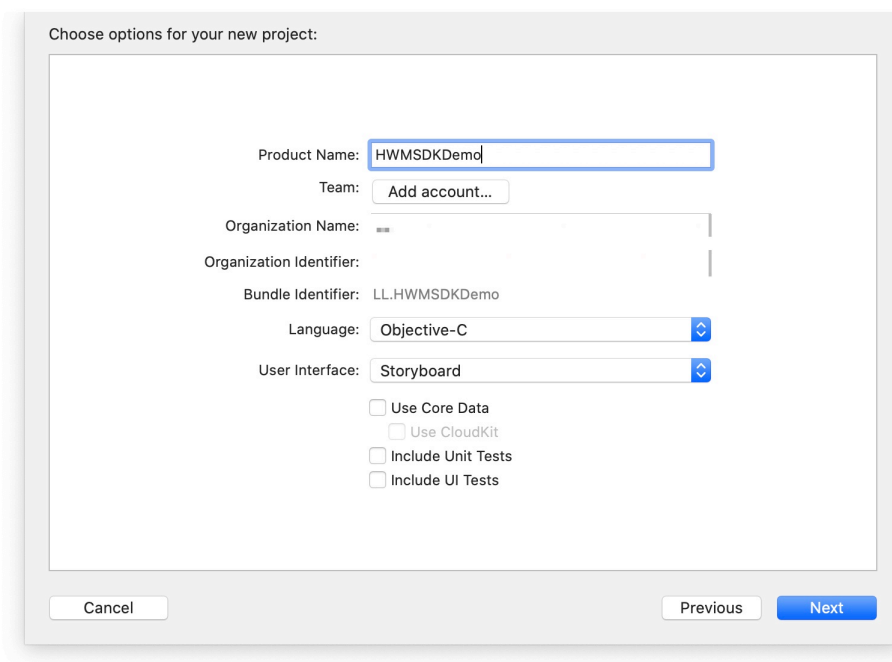 Choose options for your new project:
Product Name: HWMSDKDemo
Team: Add account...
Organization Name:
Organization Identifier:
Bundle Identifier: LL.HWMSDKDemo
Language: Objective-C
User Interface: Storyboard
Use Core Data
Use CloudKit
Include Unit Tests
Include UI Tests
Cancel Previous Next